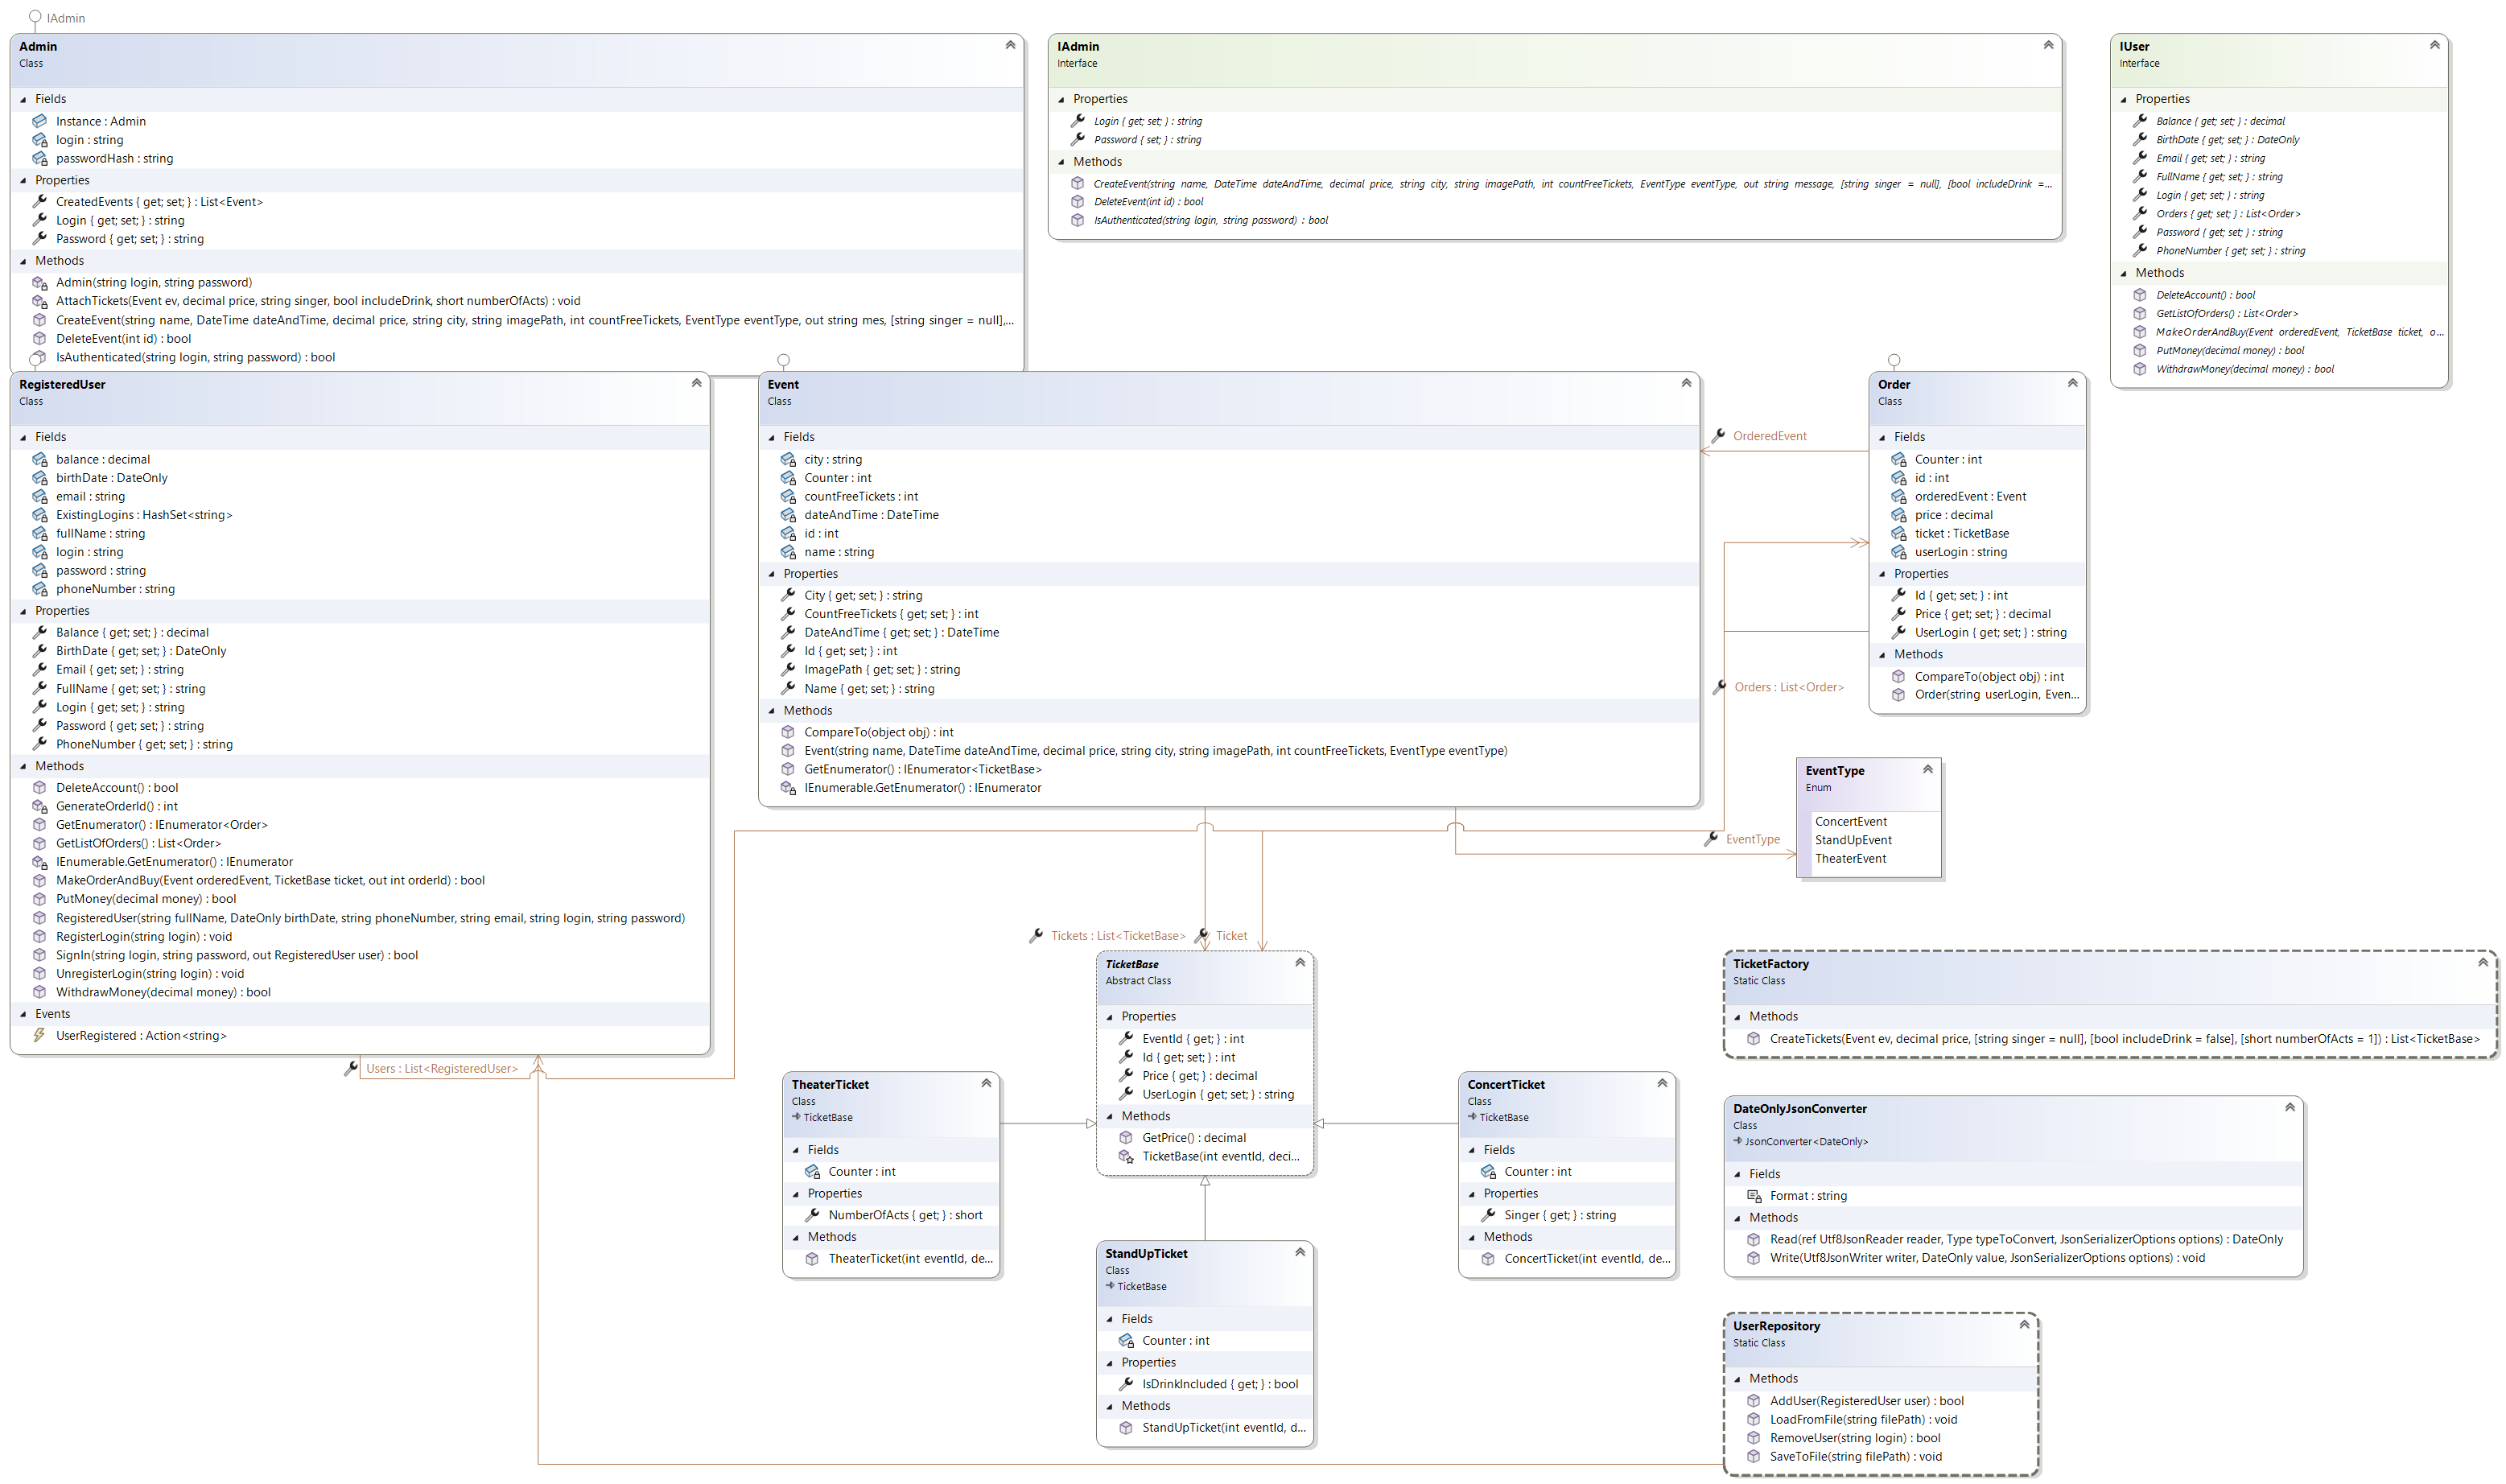 IAdmin
Admin
Class
Fields
Instance : Admin
login : string
passwordHash : string
Properties
CreatedEvents { get; set; } : List<Event>
Login { get; set; } : string
Password { get; set; } : string
Methods
Admin(string login, string password)
AttachTickets(Event ev, decimal price, string singer, bool includeDrink, short numberOfActs) : void
CreateEvent(string name, DateTime dateAndTime, decimal price, string city, string imagePath, int countFreeTickets, EventType eventType, out string mes, [string singer = null],...
DeleteEvent(int id) : bool
IsAuthenticated(string login, string password) : bool
IAdmin
Interface
Properties
Login { get; set; } : string
Password { set; } : string
Methods
CreateEvent(string name, DateTime dateAndTime, decimal price, string city, string imagePath, int countFreeTickets, EventType eventType, out string message, [string singer = null], [bool includeDrink =...
DeleteEvent(int id) : bool
IsAuthenticated(string login, string password) : bool
IUser
Interface
Properties
Balance { get; set; } : decimal
BirthDate { get; set; } : DateOnly
Email { get; set; } : string
FullName { get; set; } : string
Login { get; set; } : string
Orders { get; set; } : List<Order>
Password { get; set; } : string
PhoneNumber { get; set; } : string
Methods
DeleteAccount() : bool
GetListOfOrders() : List<Order>
MakeOrderAndBuy(Event orderedEvent, TicketBase ticket, o...
PutMoney(decimal money) : bool
WithdrawMoney(decimal money) : bool
RegisteredUser
Class
Fields
balance : decimal
birthDate : DateOnly
email : string
ExistingLogins : HashSet<string>
fullName : string
login : string
password : string
phoneNumber : string
Properties
Balance { get; set; } : decimal
BirthDate { get; set; } : DateOnly
Email { get; set; } : string
FullName { get; set; } : string
Login { get; set; } : string
Password { get; set; } : string
PhoneNumber { get; set; } : string
Methods
DeleteAccount() : bool
GenerateOrderId() : int
GetEnumerator() : IEnumerator<Order>
GetListOfOrders() : List<Order>
IEnumerable.GetEnumerator() : IEnumerator
MakeOrderAndBuy(Event orderedEvent, TicketBase ticket, out int orderId) : bool
PutMoney(decimal money) : bool
RegisteredUser(string fullName, DateOnly birthDate, string phoneNumber, string email, string login, string password)
RegisterLogin(string login) : void
SignIn(string login, string password, out RegisteredUser user) : bool
UnregisterLogin(string login) : void
WithdrawMoney(decimal money) : bool
Events
UserRegistered : Action<string>
Users : List<RegisteredUser>
Event
Class
Fields
city : string
Counter : int
countFreeTickets : int
dateAndTime : DateTime
id : int
name : string
Properties
City { get; set; } : string
CountFreeTickets { get; set; } : int
DateAndTime { get; set; } : DateTime
Id { get; set; } : int
ImagePath { get; set; } : string
Name { get; set; } : string
Methods
CompareTo(object obj) : int
Event(string name, DateTime dateAndTime, decimal price, string city, string imagePath, int countFreeTickets, EventType eventType)
GetEnumerator() : IEnumerator<TicketBase>
IEnumerable.GetEnumerator() : IEnumerator
OrderedEvent
Orders : List<Order>
EventType
Tickets : List<TicketBase>
Ticket
Order
Class
Fields
Counter : int
id : int
orderedEvent : Event
price : decimal
ticket : TicketBase
userLogin : string
Properties
Id { get; set; } : int
Price { get; set; } : decimal
UserLogin { get; set; } : string
Methods
CompareTo(object obj) : int
Order(string userLogin, Even...
EventType
Enum
ConcertEvent
StandUpEvent
TheaterEvent
TicketBase
Abstract Class
Properties
EventId { get; } : int
Id { get; set; } : int
Price { get; } : decimal
UserLogin { get; set; } : string
Methods
GetPrice() : decimal
TicketBase(int eventId, deci...
TheaterTicket
Class
TicketBase
Fields
Counter : int
Properties
NumberOfActs { get; } : short
Methods
TheaterTicket(int eventId, de...
StandUpTicket
Class
TicketBase
Fields
Counter : int
Properties
IsDrinkIncluded { get; } : bool
Methods
StandUpTicket(int eventId, d...
ConcertTicket
Class
TicketBase
Fields
Counter : int
Properties
Singer { get; } : string
Methods
ConcertTicket(int eventId, de...
TicketFactory
Static Class
Methods
CreateTickets(Event ev, decimal price, [string singer = null], [bool includeDrink = false], [short numberOfActs = 1]) : List<TicketBase>
DateOnlyJsonConverter
Class
JsonConverter<DateOnly>
Fields
Format : string
Methods
Read(ref Utf8JsonReader reader, Type typeToConvert, JsonSerializerOptions options) : DateOnly
Write(Utf8JsonWriter writer, DateOnly value, JsonSerializerOptions options) : void
UserRepository
Static Class
Methods
AddUser(RegisteredUser user) : bool
LoadFromFile(string filePath) : void
RemoveUser(string login) : bool
SaveToFile(string filePath) : void